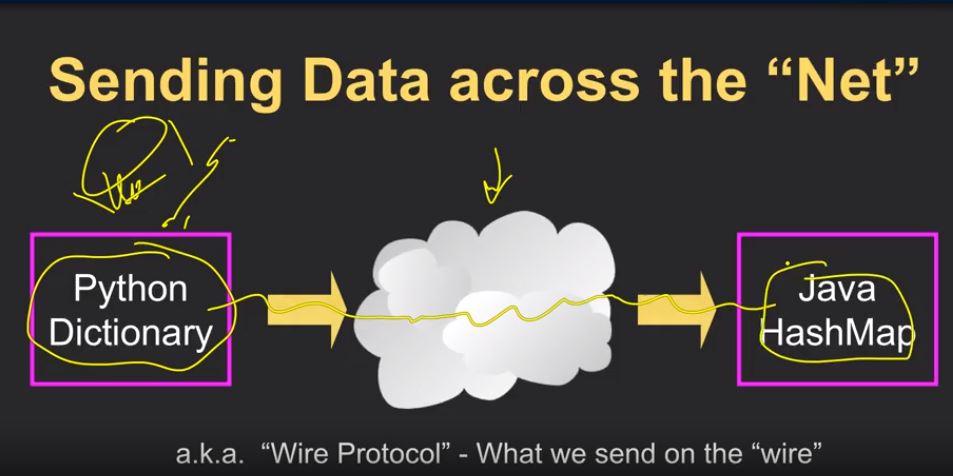 Sending Data across the “Net”
Python
Dictionary
Java
HashMap
a.k.a. “Wire Protocol” - What we send on the “wire”